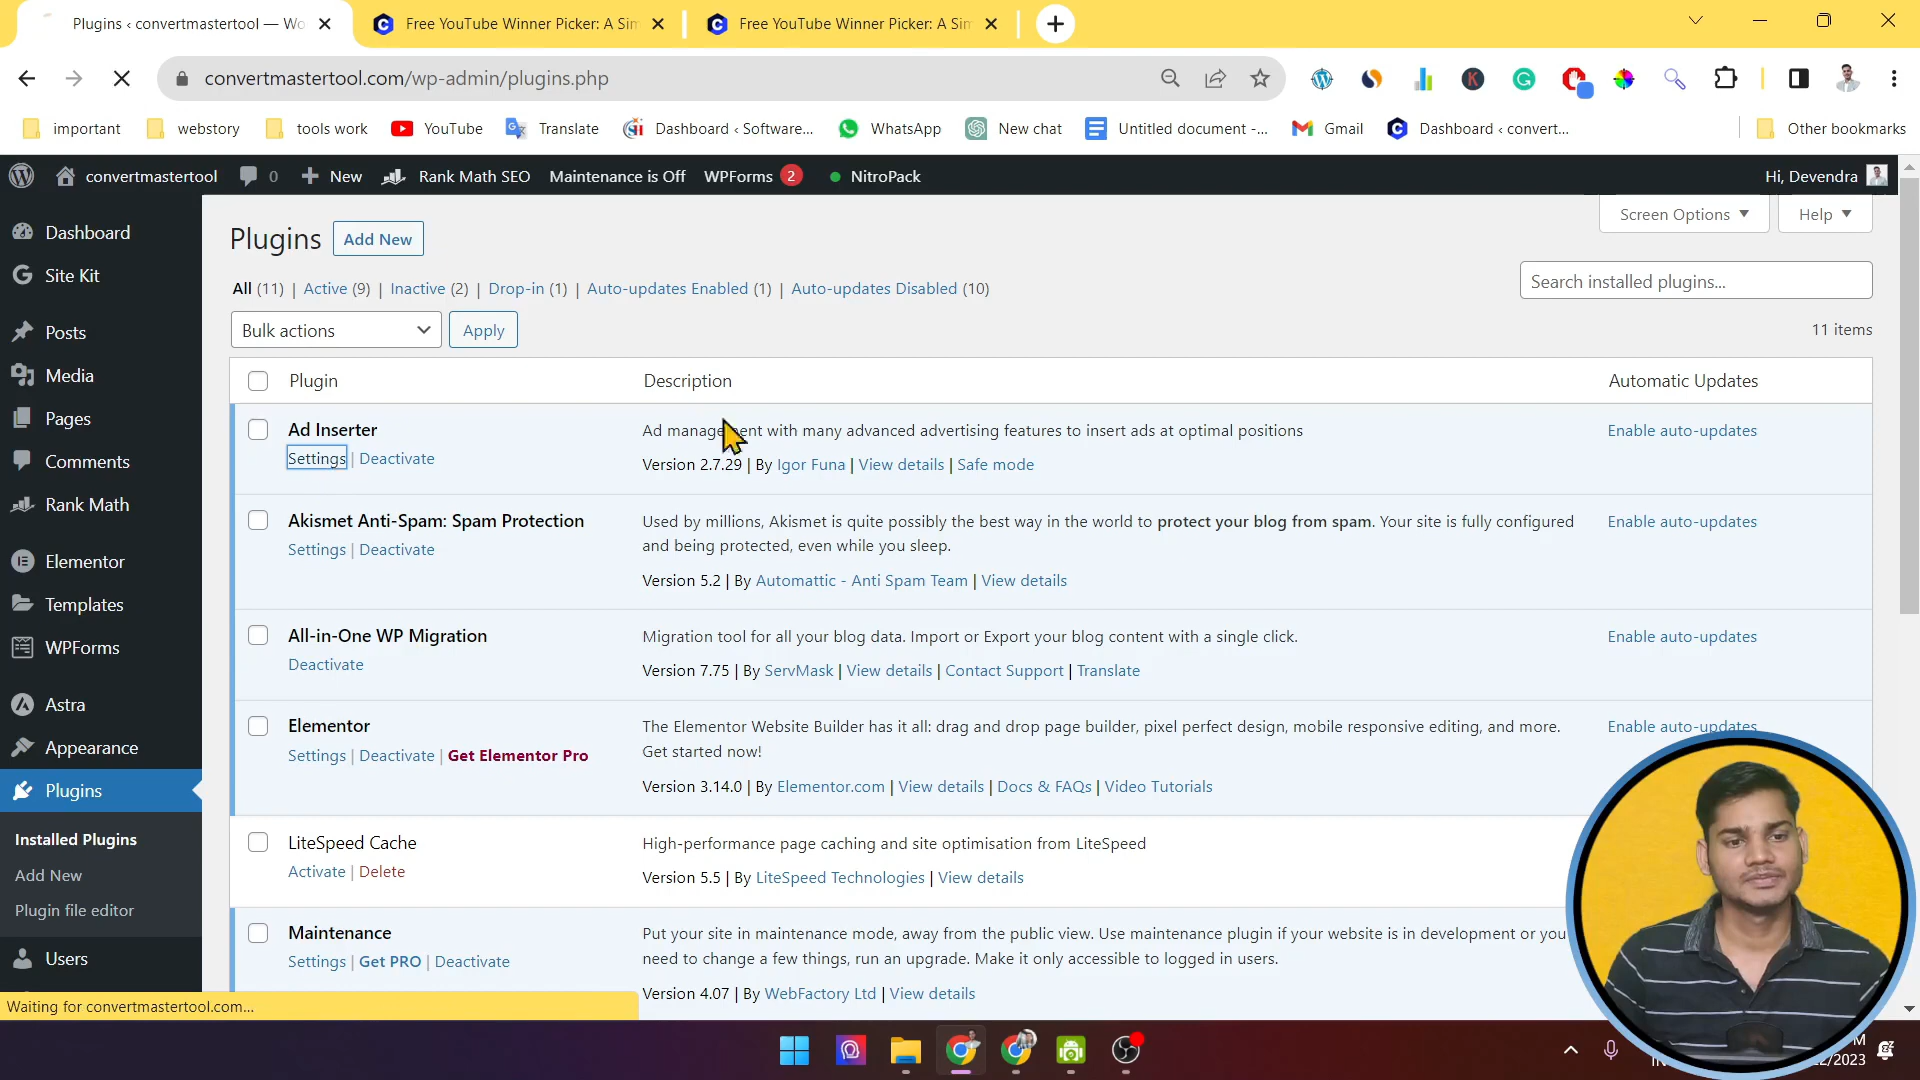 Plugins ‹ convertmastertool — Wo
Free YouTube Winner Picker: A Sim
Free YouTube Winner Picker: A Sim
convertmastertool.com/wp-admin/plugins.php
important
webstory
tools work
YouTube
Translate
Dashboard ‹ Software...
WhatsApp
New chat
Untitled document -...
Gmail
Dashboard ‹ convert...
Other bookmarks
convertmastertool
0
New
Rank Math SEO
Maintenance is Off
WPForms 2
NitroPack
Hi, Devendra
Dashboard
Site Kit
Posts
Media
Pages
Comments
Rank Math
Elementor
Templates
WPForms
Astra
Appearance
Plugins
Installed Plugins
Add New
Plugin file editor
Users
Plugins Add New
Screen Options
Help
All (11) | Active (9) | Inactive (2) | Drop-in (1) | Auto-updates Enabled (1) | Auto-updates Disabled (10)
Search installed plugins...
Bulk actions
Apply
11 items
Plugin Description Automatic Updates
Ad Inserter
Settings | Deactivate
Ad management with many advanced advertising features to insert ads at optimal positions
Version 2.7.29 | By Igor Funa | View details | Safe mode
Enable auto-updates
Akismet Anti-Spam: Spam Protection
Settings | Deactivate
Used by millions, Akismet is quite possibly the best way in the world to protect your blog from spam. Your site is fully configured
and being protected, even while you sleep.
Version 5.2 | By Automattic - Anti Spam Team | View details
Enable auto-updates
All-in-One WP Migration
Deactivate
Migration tool for all your blog data. Import or Export your blog content with a single click.
Version 7.75 | By ServMask | View details | Contact Support | Translate
Enable auto-updates
Elementor
Settings | Deactivate | Get Elementor Pro
The Elementor Website Builder has it all: drag and drop page builder, pixel perfect design, mobile responsive editing, and more.
Get started now!
Version 3.14.0 | By Elementor.com | View details | Docs & FAQs | Video Tutorials
Enable auto-updates
LiteSpeed Cache
Activate | Delete
High-performance page caching and site optimisation from LiteSpeed
Version 5.5 | By LiteSpeed Technologies | View details
Maintenance
Settings | Get PRO | Deactivate
Put your site in maintenance mode, away from the public view. Use maintenance plugin if your website is in development or you
need to change a few things, run an upgrade. Make it only accessible to logged in users.
Version 4.07 | By WebFactory Ltd | View details
Waiting for convertmastertool.com...